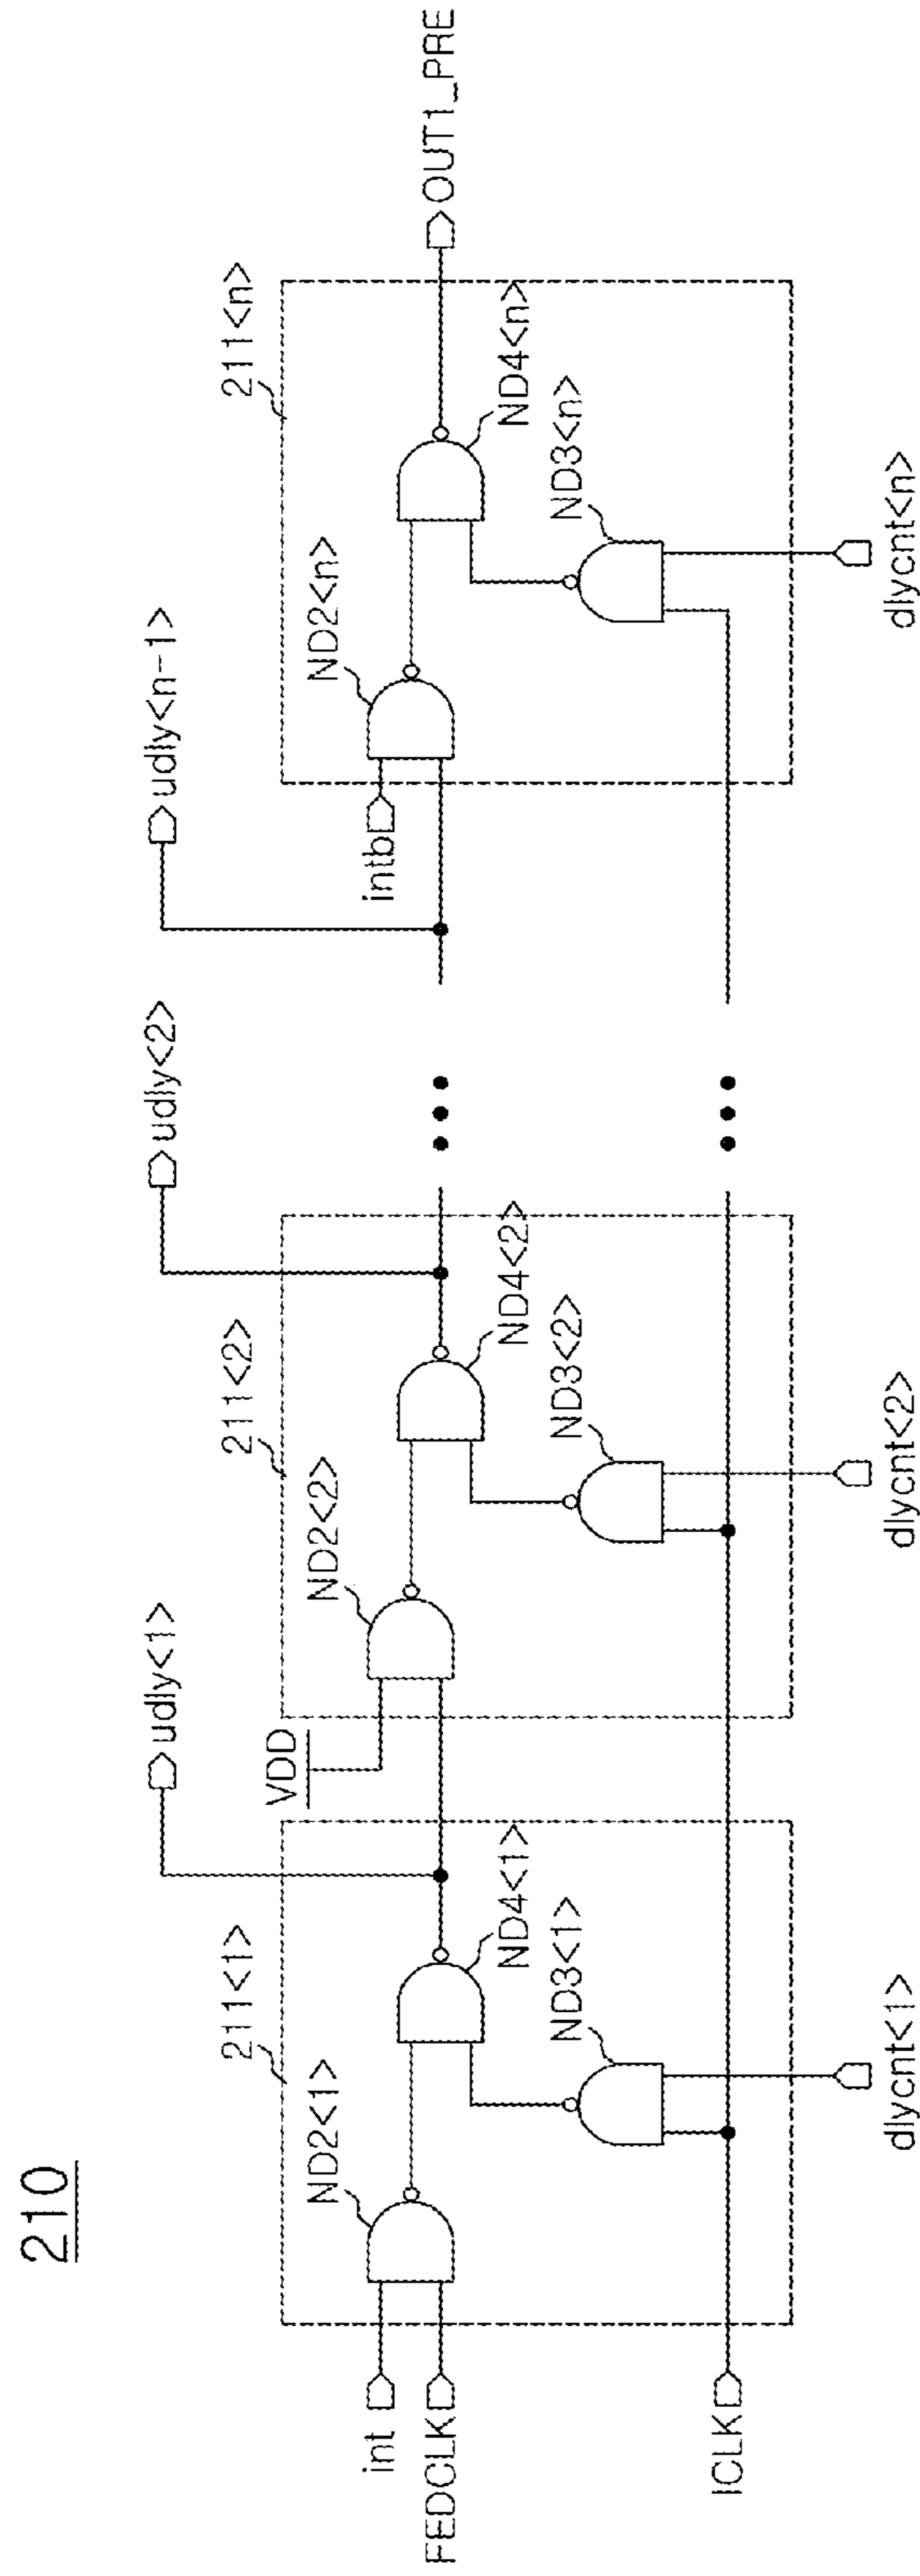 210
211<1>
udly<1>
211<2>
udly<2>
udly<n-1>
211<n>
ND2<1>
VDD
ND2<2>
ND2<n>
int
FEDCLK
intb
OUT1_PRE
ND4<1>
ND4<2>
ND4<n>
ND3<1>
ND3<2>
ND3<n>
ICLK
dlycnt<1>
dlycnt<2>
dlycnt<n>